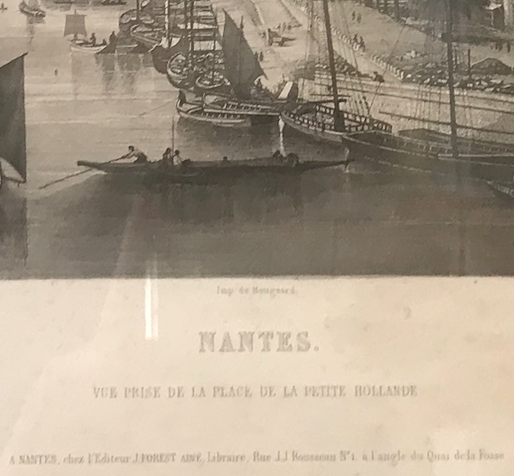 Imp. de Mangeard.
NANTES.
VUE PRISE DE LA PLACE DE LA PETITE HOLLANDE
A NANTES, chez l'Editeur J. FOREST AINÉ, Libraire, Rue J.J Rousseau N° 1. à l'angle du Quai de la Fosse